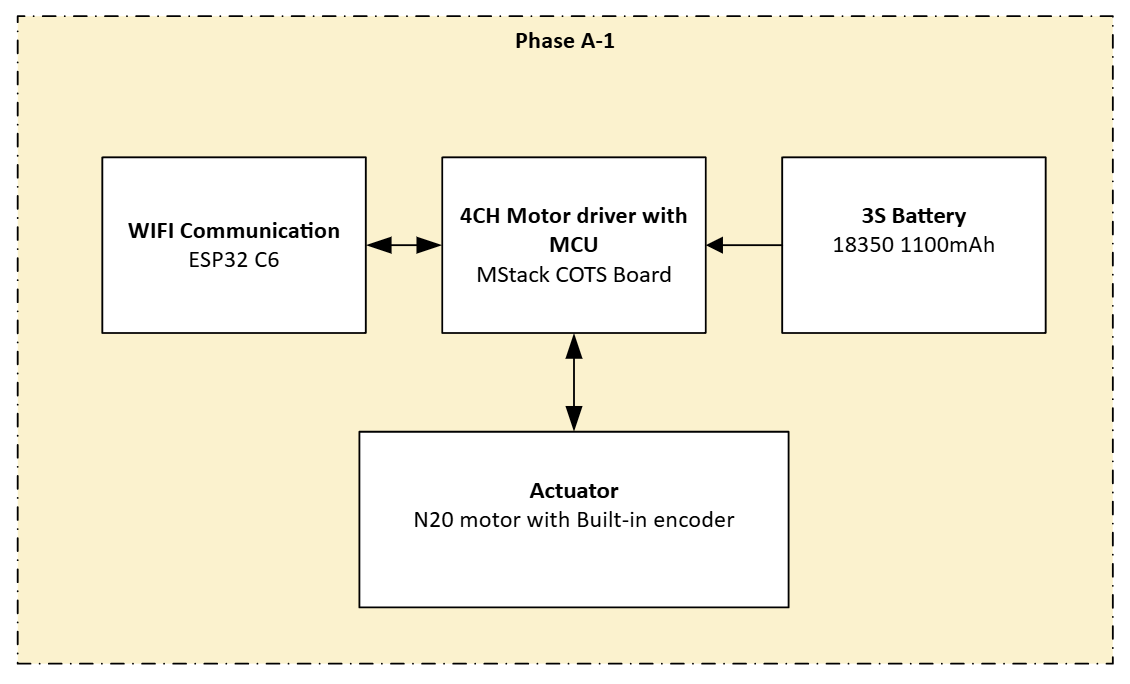 Phase A-1
WIFI Communication
ESP32 C6
4CH Motor driver with
MCU
MStack COTS Board
3S Battery
18350 1100mAh
Actuator
N20 motor with Built-in encoder